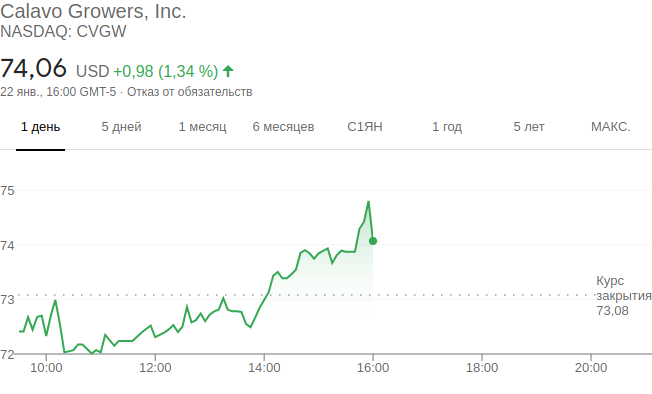 Calavo Growers, Inc.
NASDAQ: CVGW
74,06 USD +0,98 (1,34 %)
22 янв., 16:00 GMT-5 · Отказ от обязательств
1 день 5 дней 1 месяц 6 месяцев С1ЯН 1 год 5 лет МАКС.
75
74
Курс
73 закрытия
73,08
72
10:00 12:00 14:00 16:00 18:00 20:00